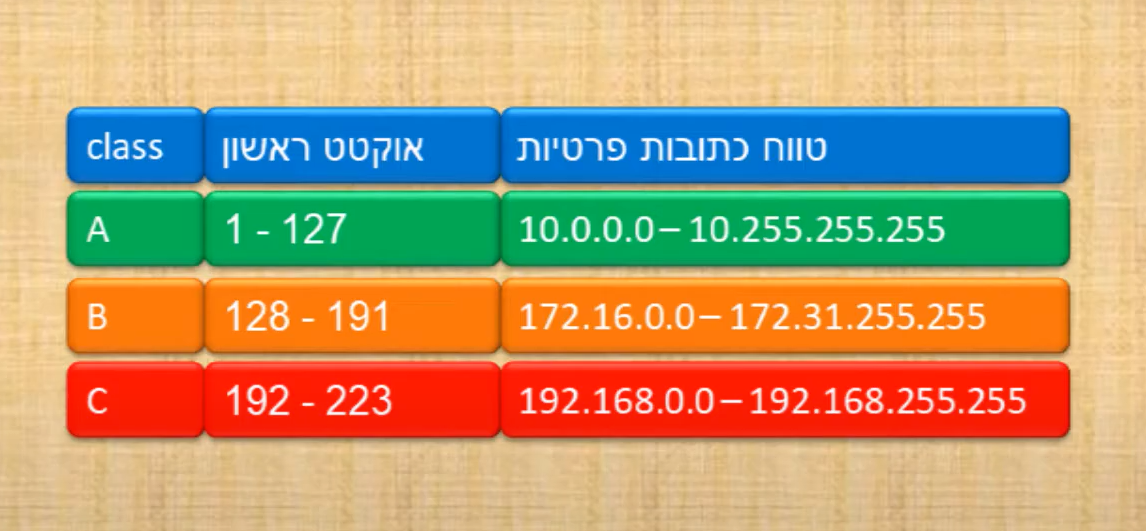 class אוקטט ראשון טווח כתובות פרטיות
A 1 - 127 10.0.0.0 – 10.255.255.255
B 128 - 191 172.16.0.0 – 172.31.255.255
C 192 - 223 192.168.0.0 – 192.168.255.255